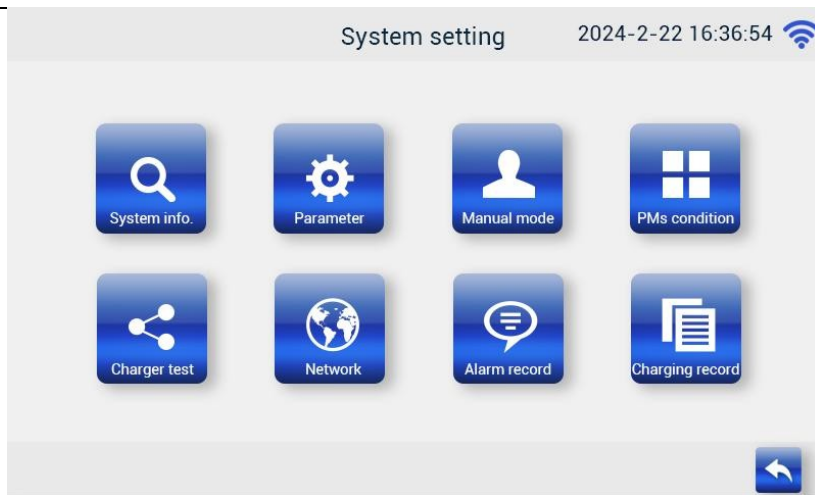 System setting
2024-2-22 16:36:54
System info.
Parameter
Manual mode
PMs condition
Charger test
Network
Alarm record
Charging record